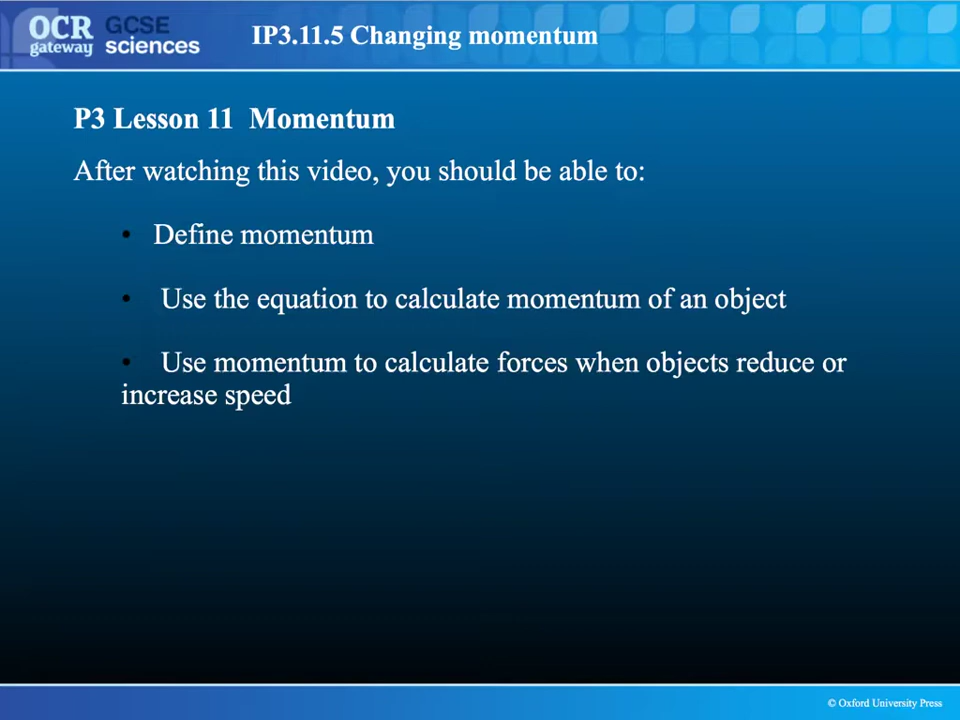 OCR gateway GCSE sciences
IP3.11.5 Changing momentum
P3 Lesson 11  Momentum
After watching this video, you should be able to:
• Define momentum
• Use the equation to calculate momentum of an object
• Use momentum to calculate forces when objects reduce or
increase speed
© Oxford University Press